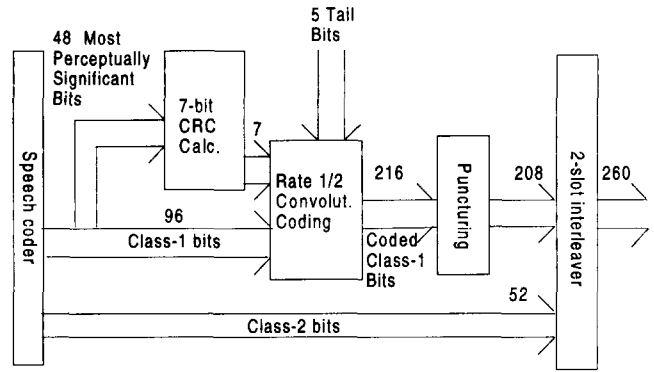 48 Most
Perceptually
Significant
Bits
5 Tail
Bits
7-bit
CRC
Calc.
7
Speech coder
96
Class-1 bits
Rate 1/2
Convolut.
Coding
216
Coded
Class-1
Bits
Puncturing
208
2-slot interleaver
260
52
Class-2 bits